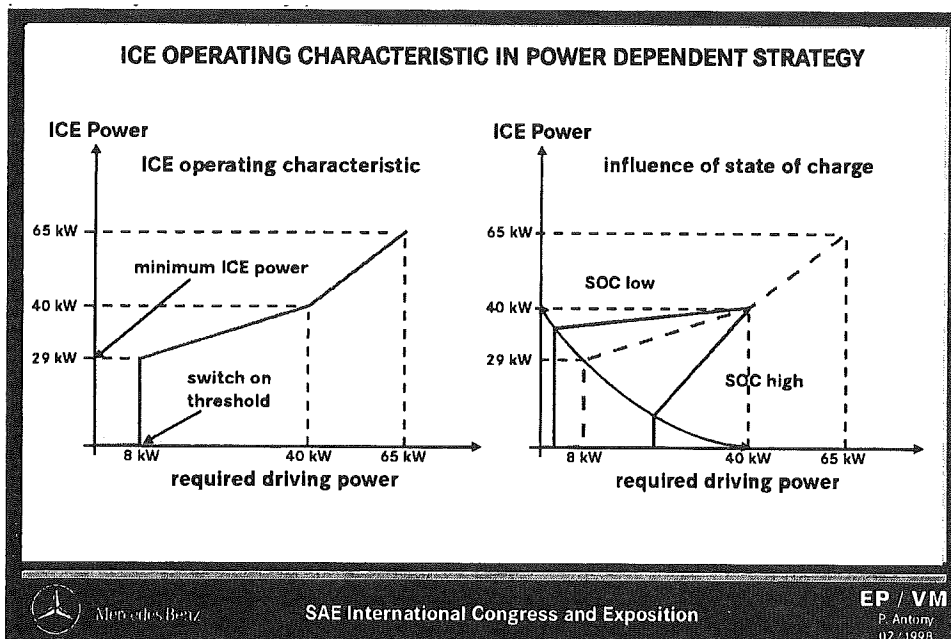 ICE OPERATING CHARACTERISTIC IN POWER DEPENDENT STRATEGY
ICE Power
ICE operating characteristic
65 kW
minimum ICE power
40 kW
29 kW
switch on
threshold
8 kW
40 kW
65 kW
required driving power
ICE Power
influence of state of charge
65 kW
SOC low
40 kW
29 kW
SOC high
8 kW
40 kW
65 kW
required driving power
Mercedes-Benz
SAE International Congress and Exposition
EP / VM
P. Antony